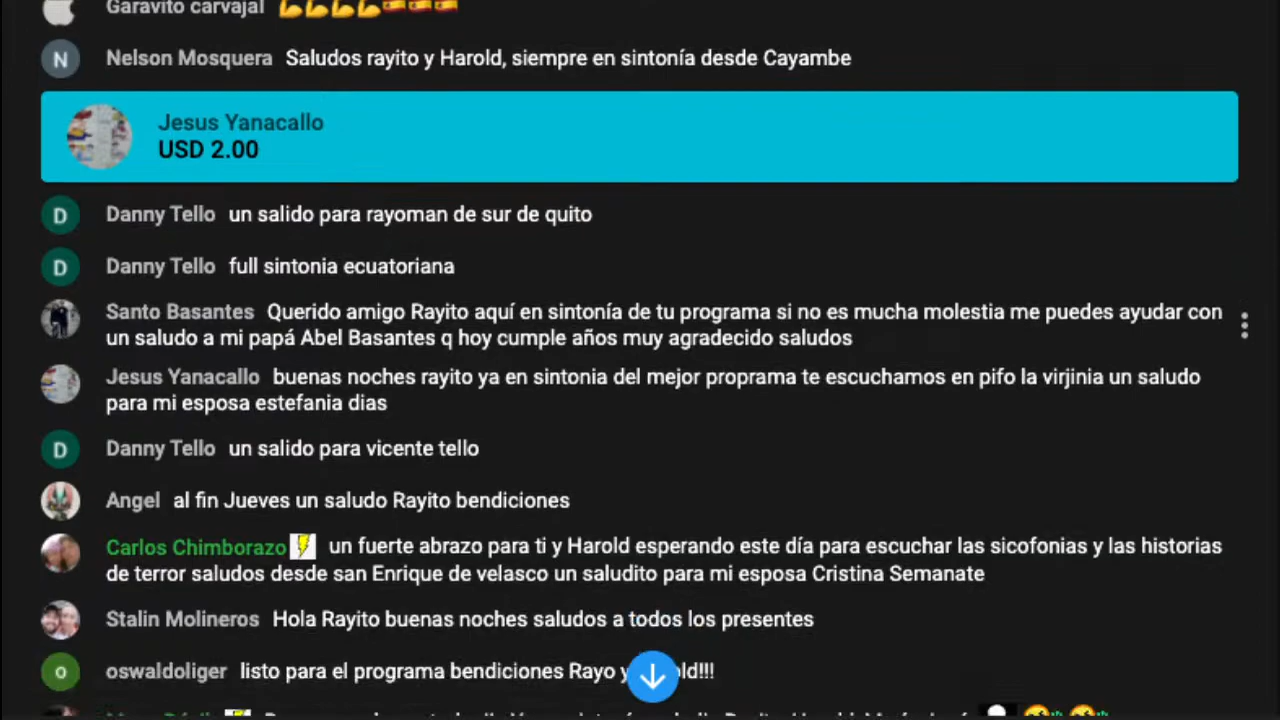 Garavito carvajal
N Nelson Mosquera Saludos rayito y Harold, siempre en sintonía desde Cayambe
Jesus Yanacallo
USD 2.00
D Danny Tello un salido para rayoman de sur de quito
D Danny Tello full sintonia ecuatoriana
Santo Basantes Querido amigo Rayito aquí en sintonía de tu programa si no es mucha molestia me puedes ayudar con
un saludo a mi papá Abel Basantes q hoy cumple años muy agradecido saludos
Jesus Yanacallo buenas noches rayito ya en sintonia del mejor proprama te escuchamos en pifo la virjinia un saludo
para mi esposa estefania dias
D Danny Tello un salido para vicente tello
Angel al fin Jueves un saludo Rayito bendiciones
Carlos Chimborazo un fuerte abrazo para ti y Harold esperando este día para escuchar las sicofonias y las historias
de terror saludos desde san Enrique de velasco un saludito para mi esposa Cristina Semanate
Stalin Molineros Hola Rayito buenas noches saludos a todos los presentes
o oswaldoliger listo para el programa bendiciones Rayo y